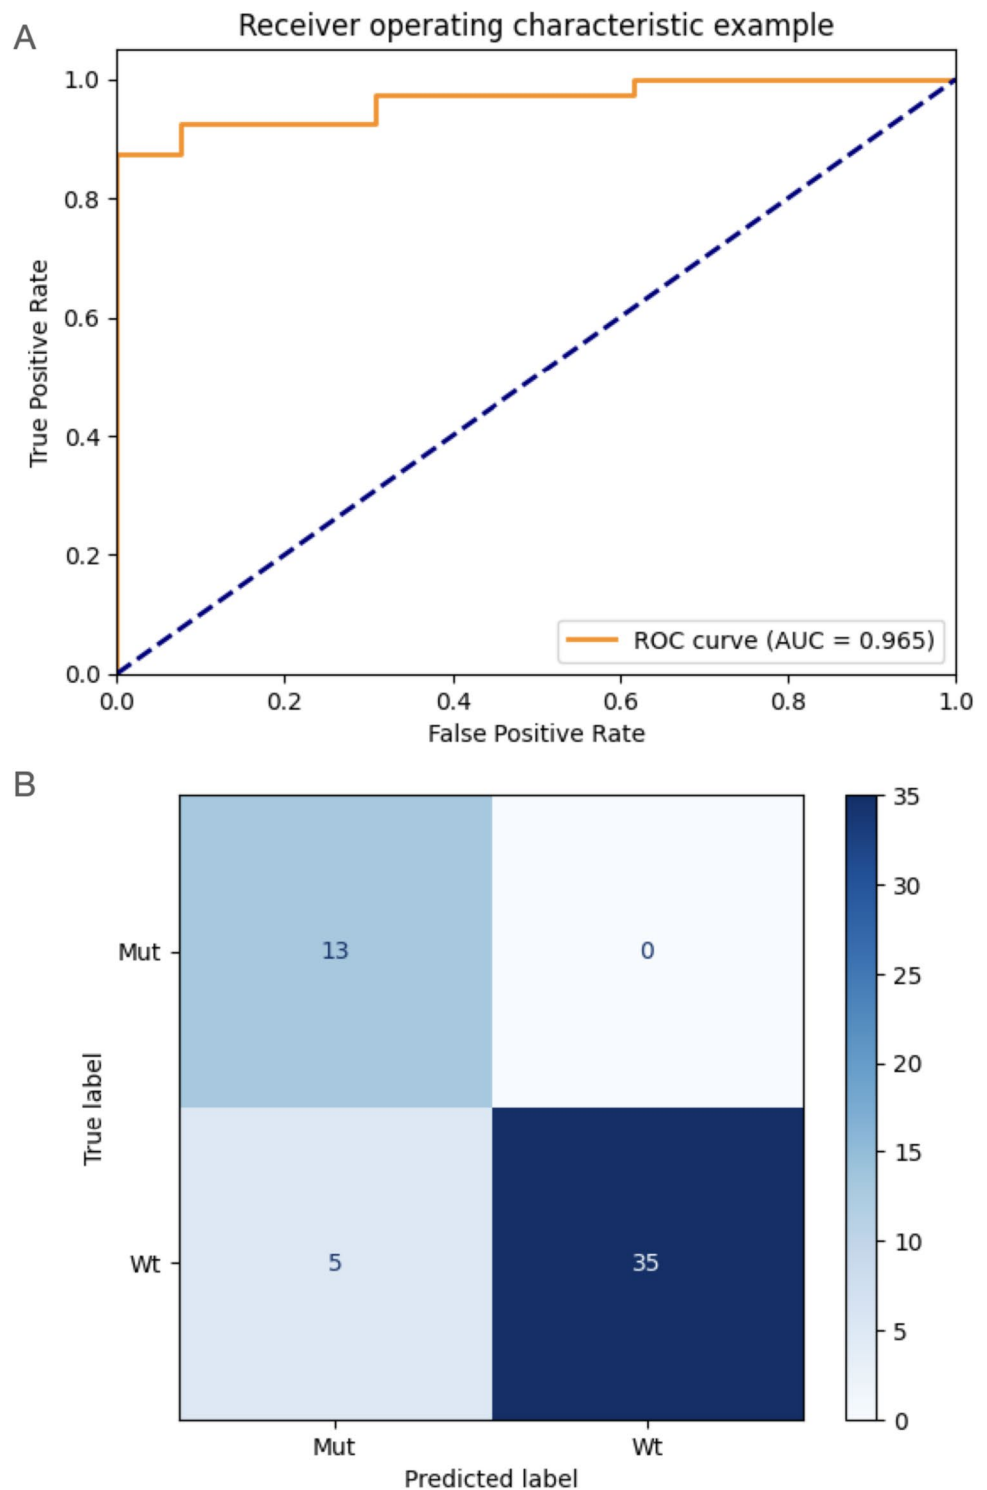 A
Receiver operating characteristic example
1.0
0.8
0.6
0.4
0.2
0.0
True Positive Rate
ROC curve (AUC = 0.965)
0.0 0.2 0.4 0.6 0.8 1.0
False Positive Rate
B
Mut
Wt
True label
13 0
5 35
Mut Wt
Predicted label
35
30
25
20
15
10
5
0